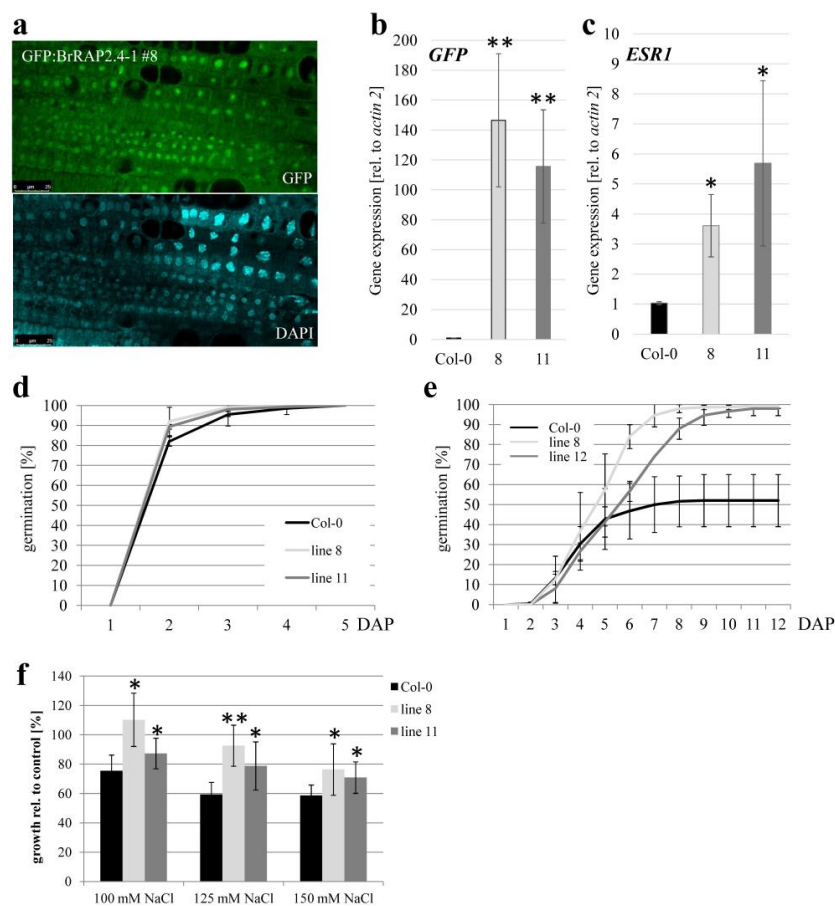 a
GFP:BrRAP2.4-1 #8
GFP
0 µm 25
DAPI
0 µm 25
b
GFP
Gene expression [rel. to actin 2]
200
180
160
140
120
100
80
60
40
20
0
**
**
Col-0 8 11
c
ESR1
Gene expression [rel. to actin 2]
10
9
8
7
6
5
4
3
2
1
0
*
*
Col-0 8 11
d
germination [%]
100
90
80
70
60
50
40
30
20
10
0
Col-0
line 8
line 11
1 2 3 4 5 DAP
e
germination [%]
100
90
80
70
60
50
40
30
20
10
0
Col-0
line 8
line 12
1 2 3 4 5 6 7 8 9 10 11 12 DAP
f
growth rel. to control [%]
140
120
100
80
60
40
20
0
*
*
**
*
*
*
Col-0
line 8
line 11
100 mM NaCl 125 mM NaCl 150 mM NaCl